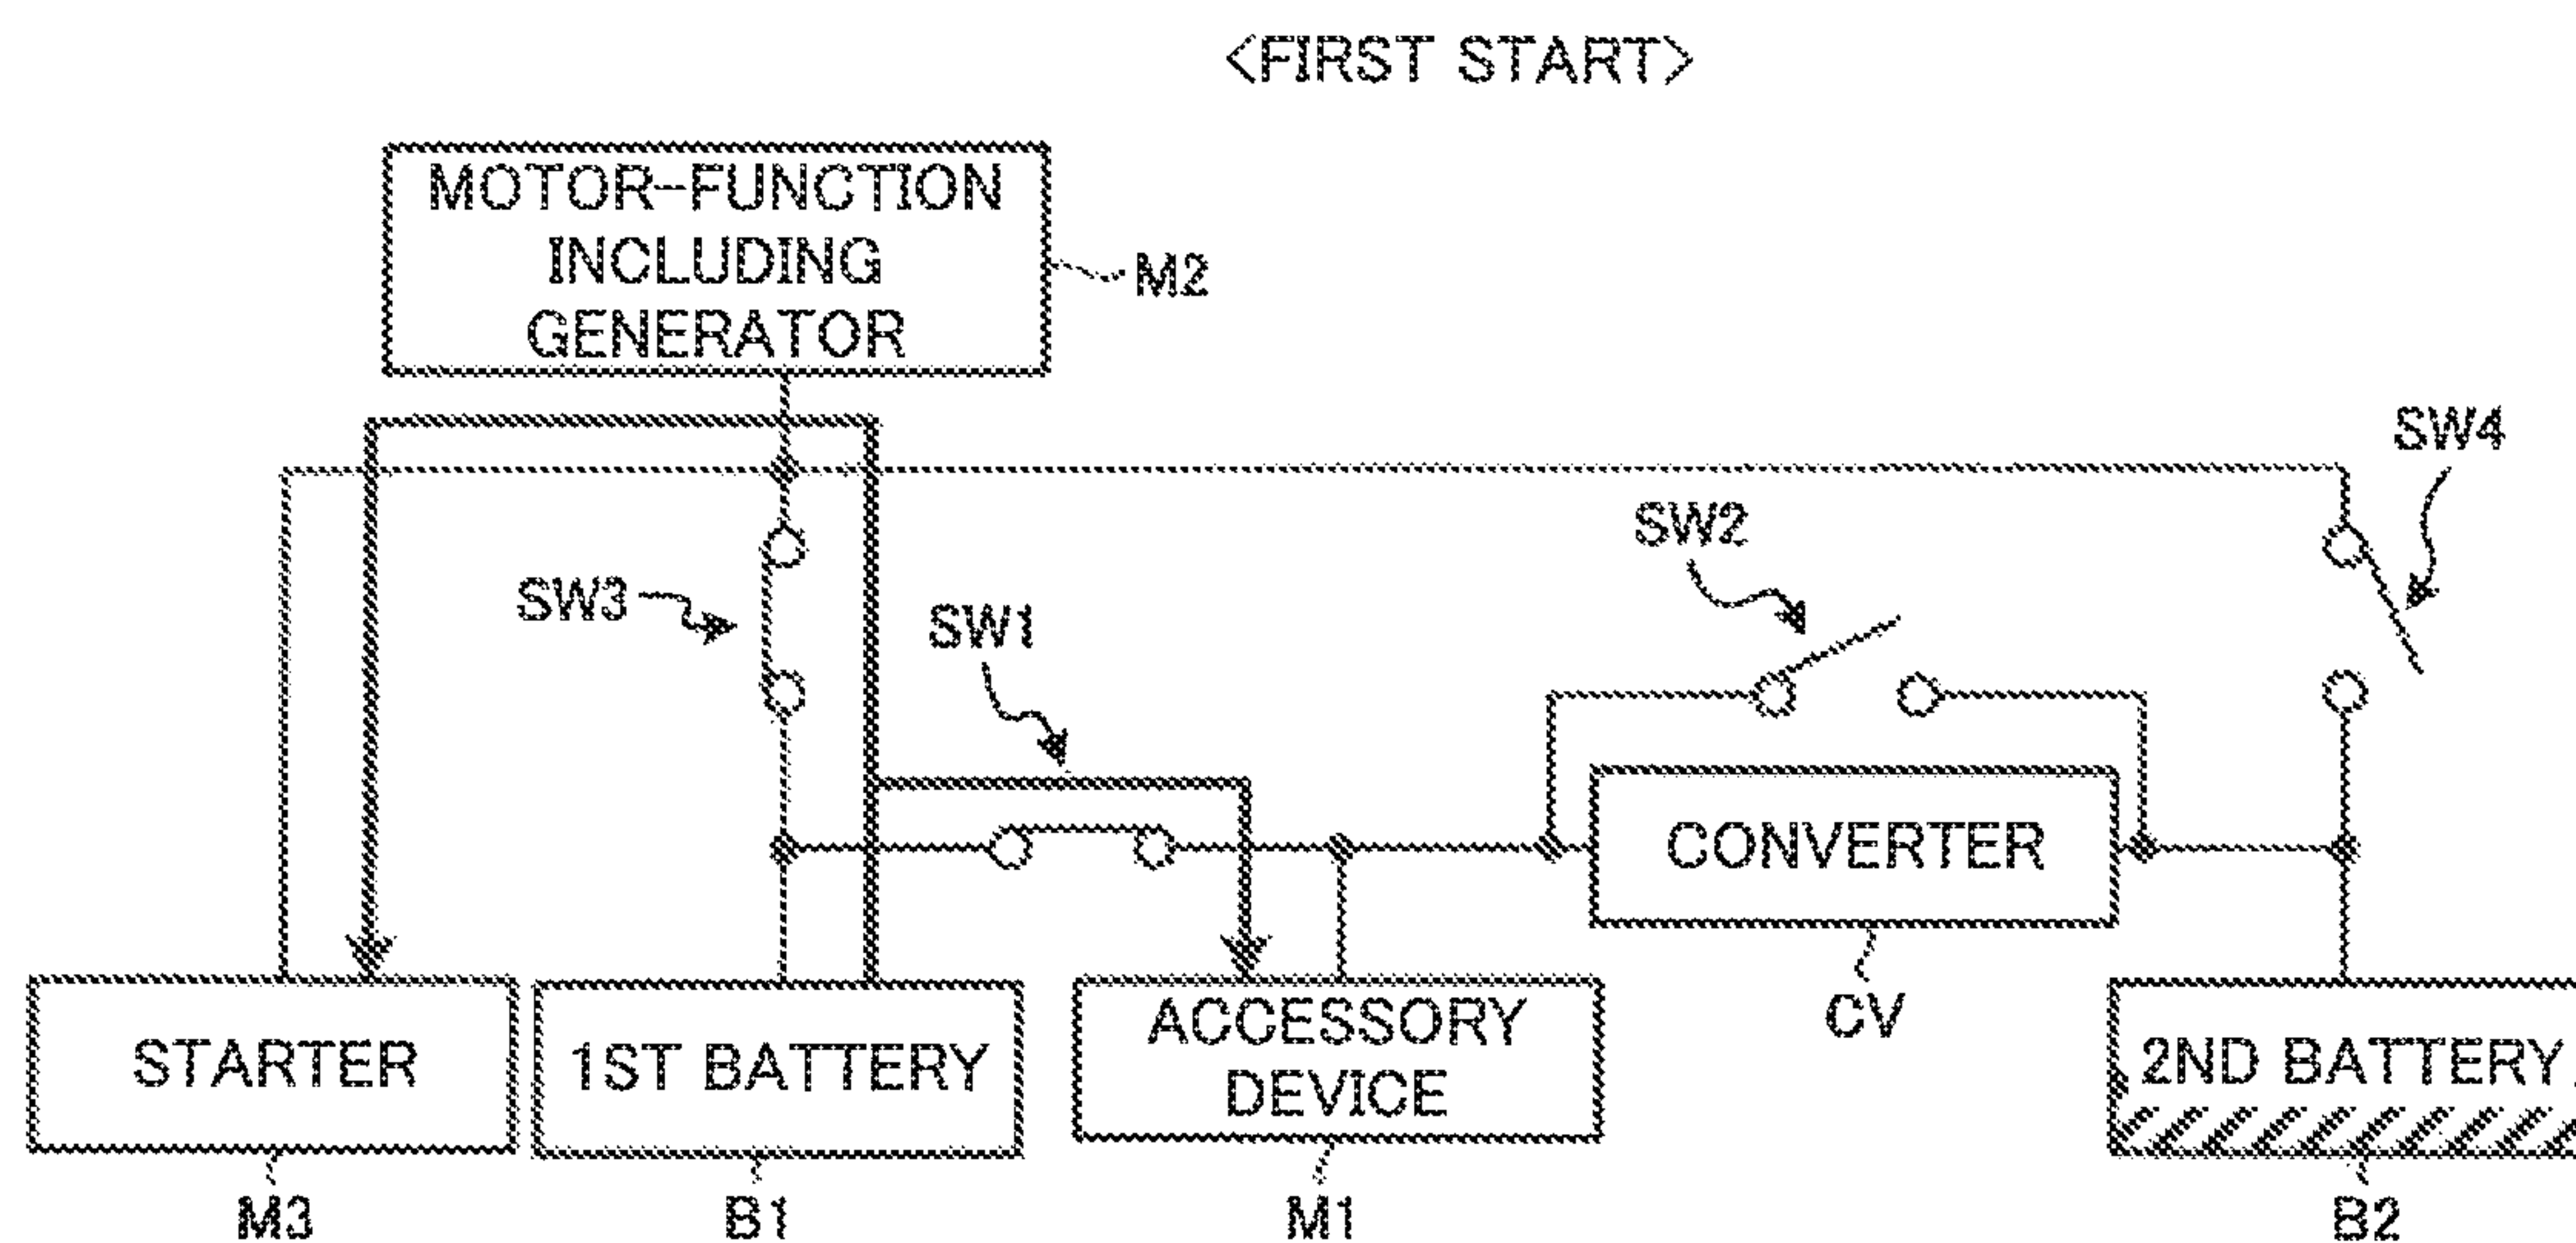 <FIRST START>
MOTOR-FUNCTION
INCLUDING
GENERATOR
M2
SW4
SW2
SW3
SW1
CONVERTER
CV
STARTER
1ST BATTERY
ACCESSORY
DEVICE
2ND BATTERY
M3
B1
M1
B2